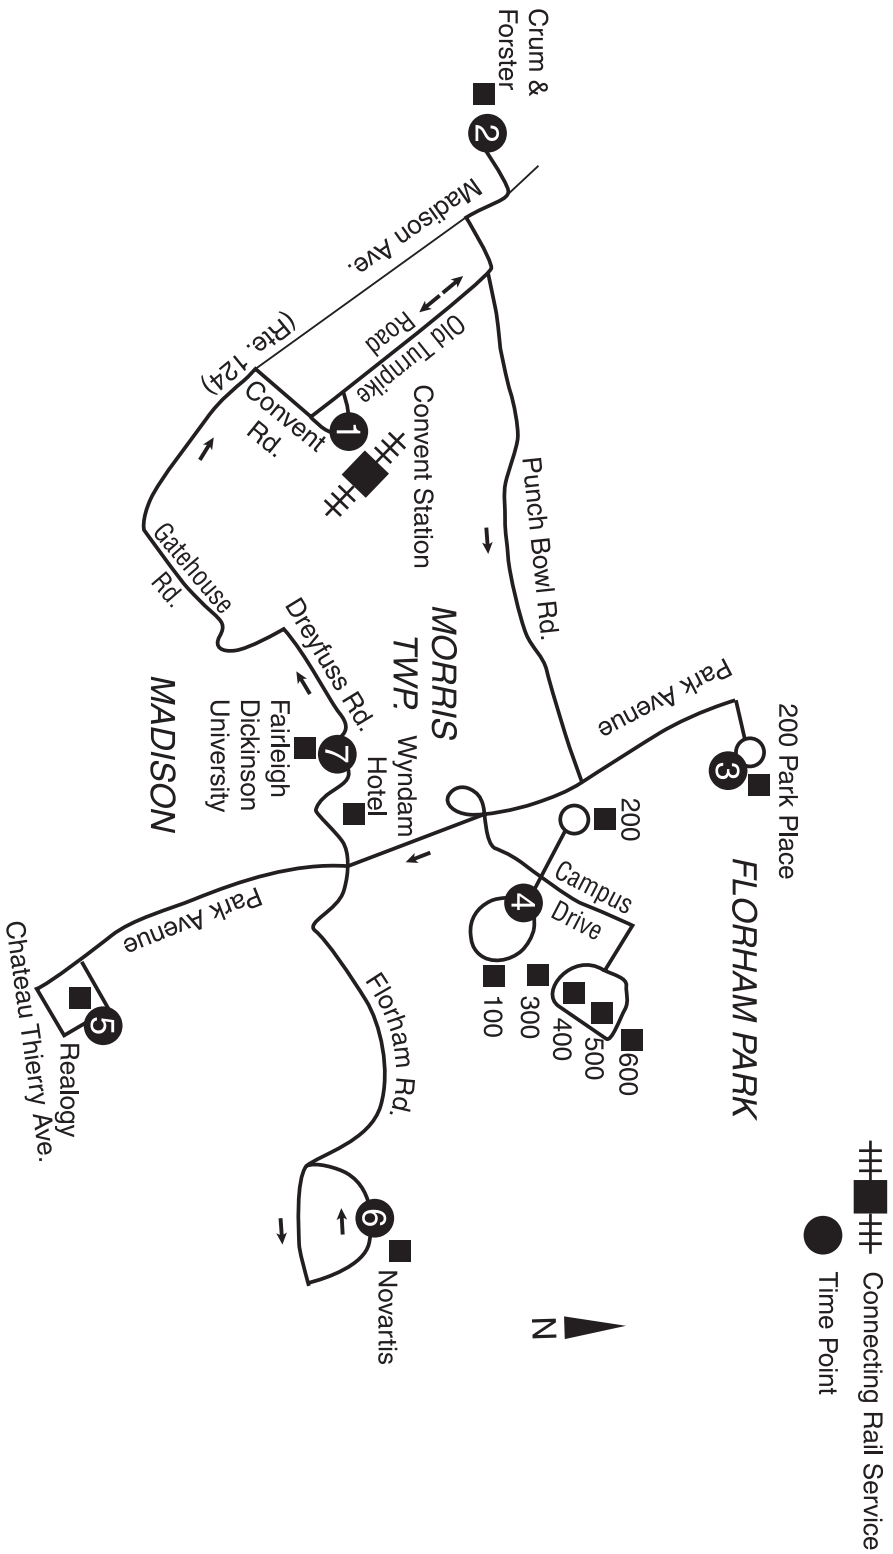 Crum &
Forster
2
Madison Ave.
(Rte. 124)
Old Turnpike
Road
Convent
Rd.
1
Convent Station
Punch Bowl Rd.
Gatehouse
Rd.
Dreyfuss Rd.
MORRIS
TWP.
MADISON
Fairleigh
Dickinson
University
7
Wyndam
Hotel
Park Avenue
200 Park Place
3
FLORHAM PARK
200
Campus
Drive
4
100
300
400
500
600
Park Avenue
Chateau Thierry Ave.
Realogy
5
Florham Rd.
6
Novartis
N
Connecting Rail Service
Time Point